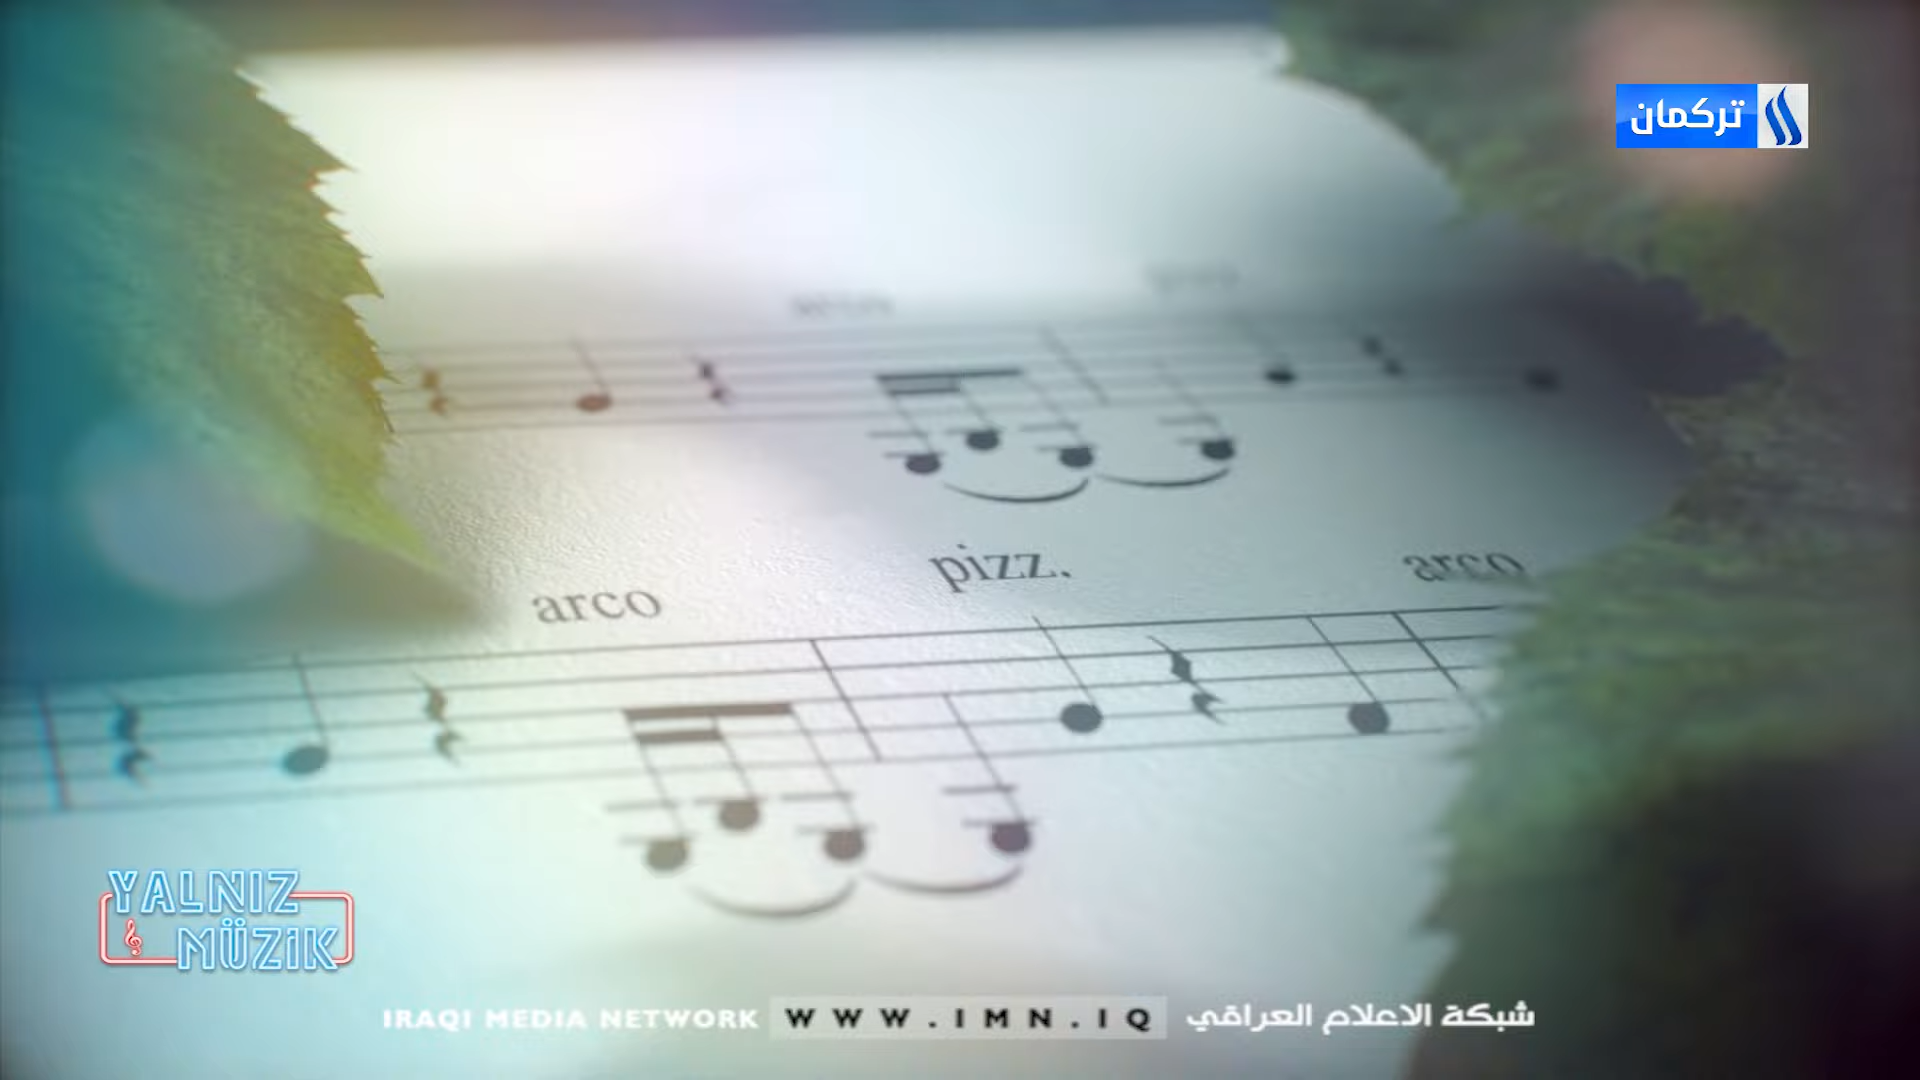 تركمان
arco
pizz.
arco
YALNIZ
MÜZİK
IRAQI MEDIA NETWORK
WWW.IMN.IQ
شبكة الاعلام العراقي